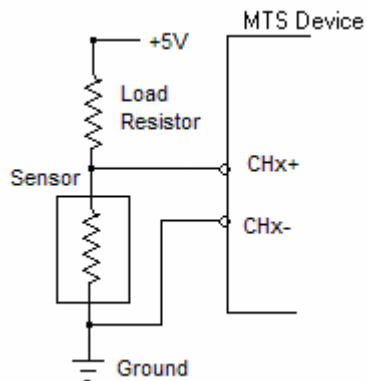 MTS Device
+5V
Load
Resistor
CHx+
Sensor
CHx-
Ground